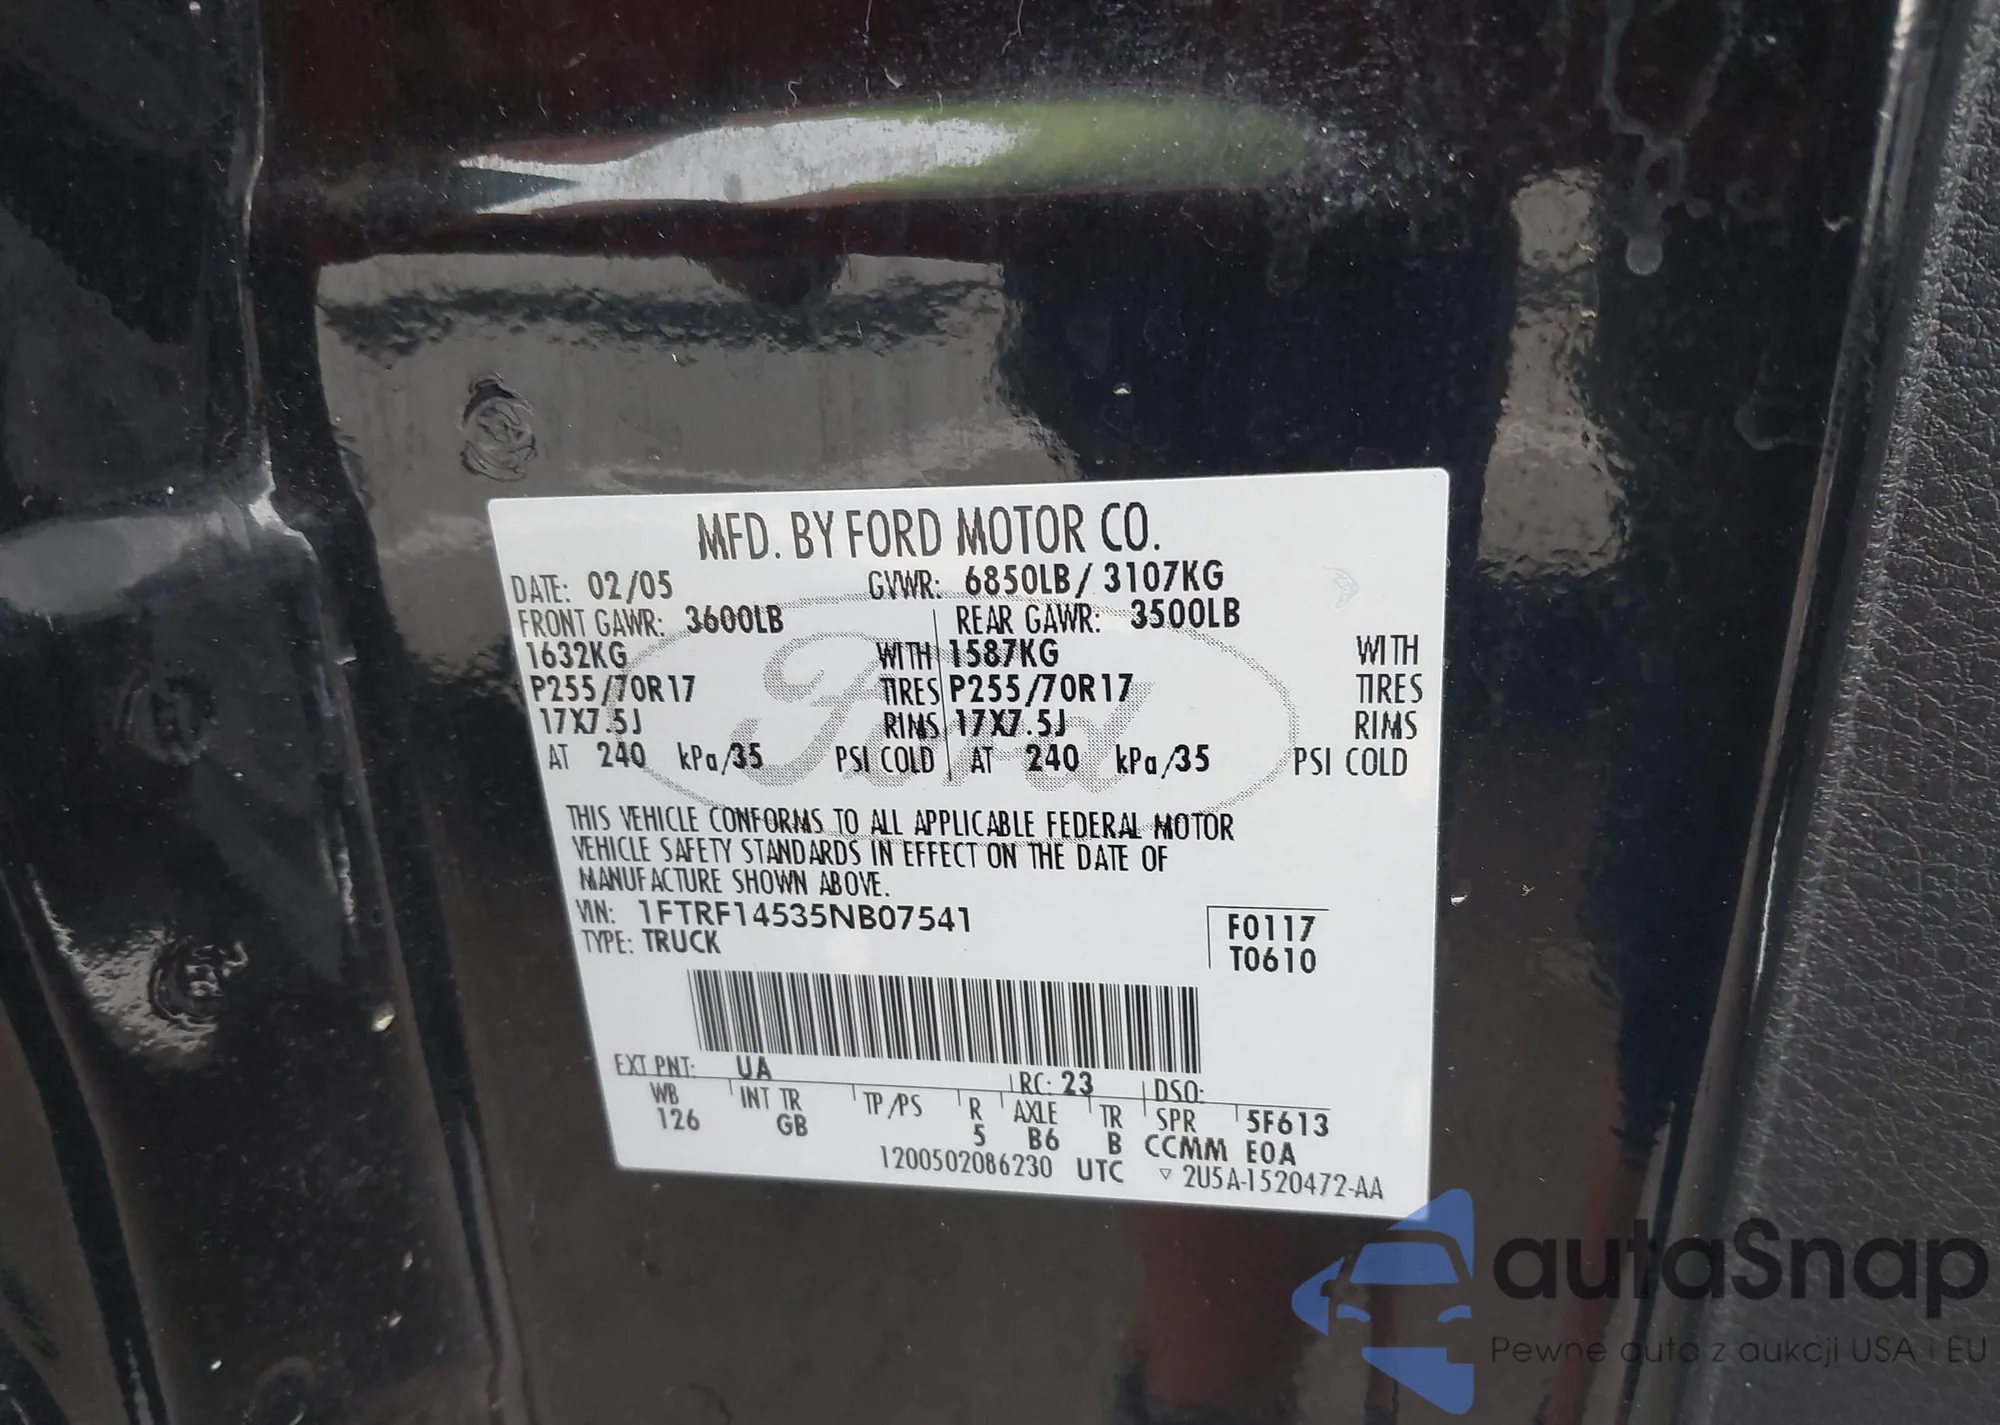 MFD. BY FORD MOTOR CO.
DATE: 02/05 GVWR: 6850LB / 3107KG
FRONT GAWR: 3600LB REAR GAWR: 3500LB
1632KG WITH 1587KG WITH
P255/70R17 TIRES P255/70R17 TIRES
17X7.5J RIMS 17X7.5J RIMS
AT 240 kPa/35 PSI COLD AT 240 kPa/35 PSI COLD
Ford
THIS VEHICLE CONFORMS TO ALL APPLICABLE FEDERAL MOTOR
VEHICLE SAFETY STANDARDS IN EFFECT ON THE DATE OF
MANUFACTURE SHOWN ABOVE.
VIN: 1FTRF14535NB07541 F0117
TYPE: TRUCK T0610
EXT PNT: UA RC: 23 DSO:
WB INT TR TP/PS R AXLE TR SPR 5F613
126 GB 5 B6 B CCMM E0A
1200502086230 UTC ▽ 2U5A-1520472-AA
autaSnap
Pewne auta z aukcji USA i EU